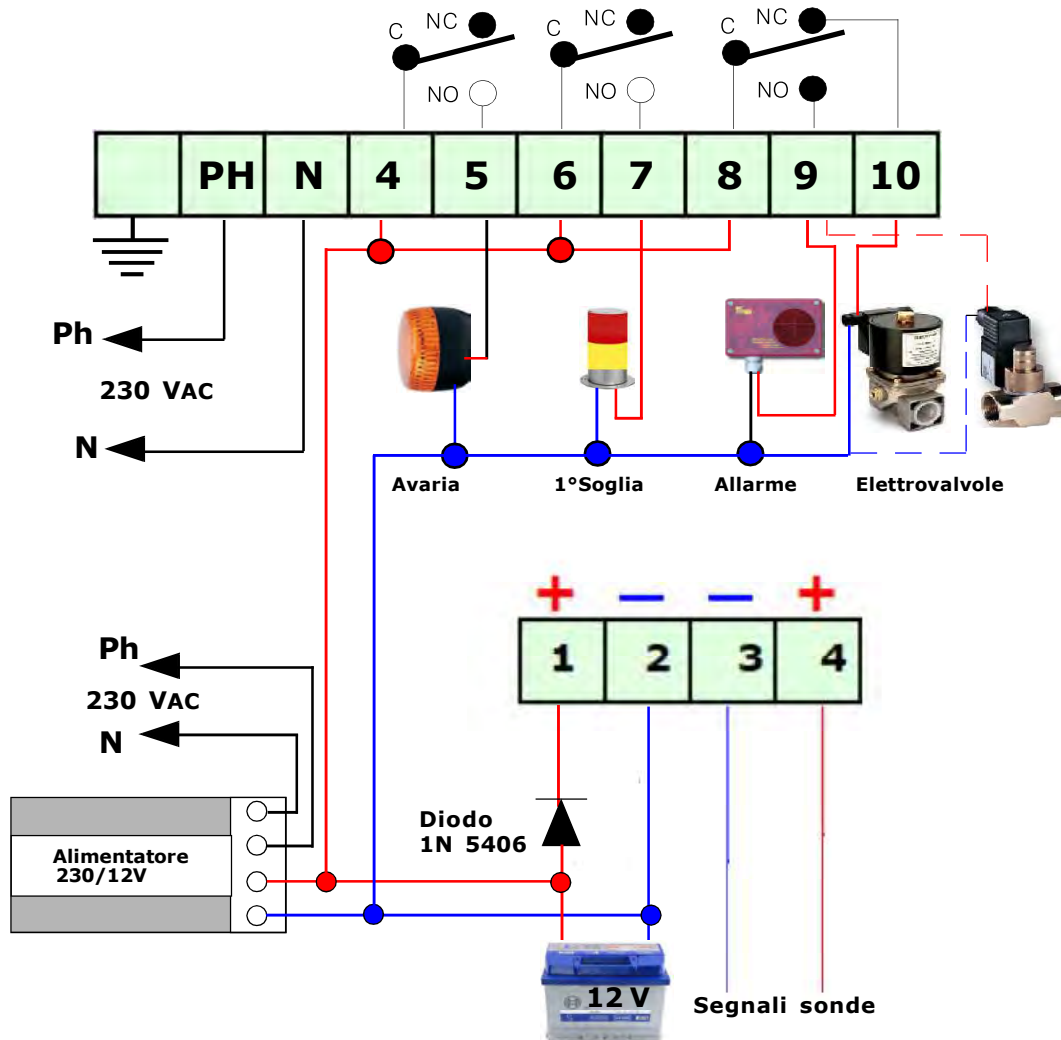 C NC C NC C NC
NO NO NO
PH N 4 5 6 7 8 9 10
Ph
230 VAC
N
Avaria 1°Soglia Allarme Elettrovalvole
+ — — +
1 2 3 4
Ph
230 VAC
N
Diodo
1N 5406
Alimentatore
230/12V
12 V
Segnali sonde